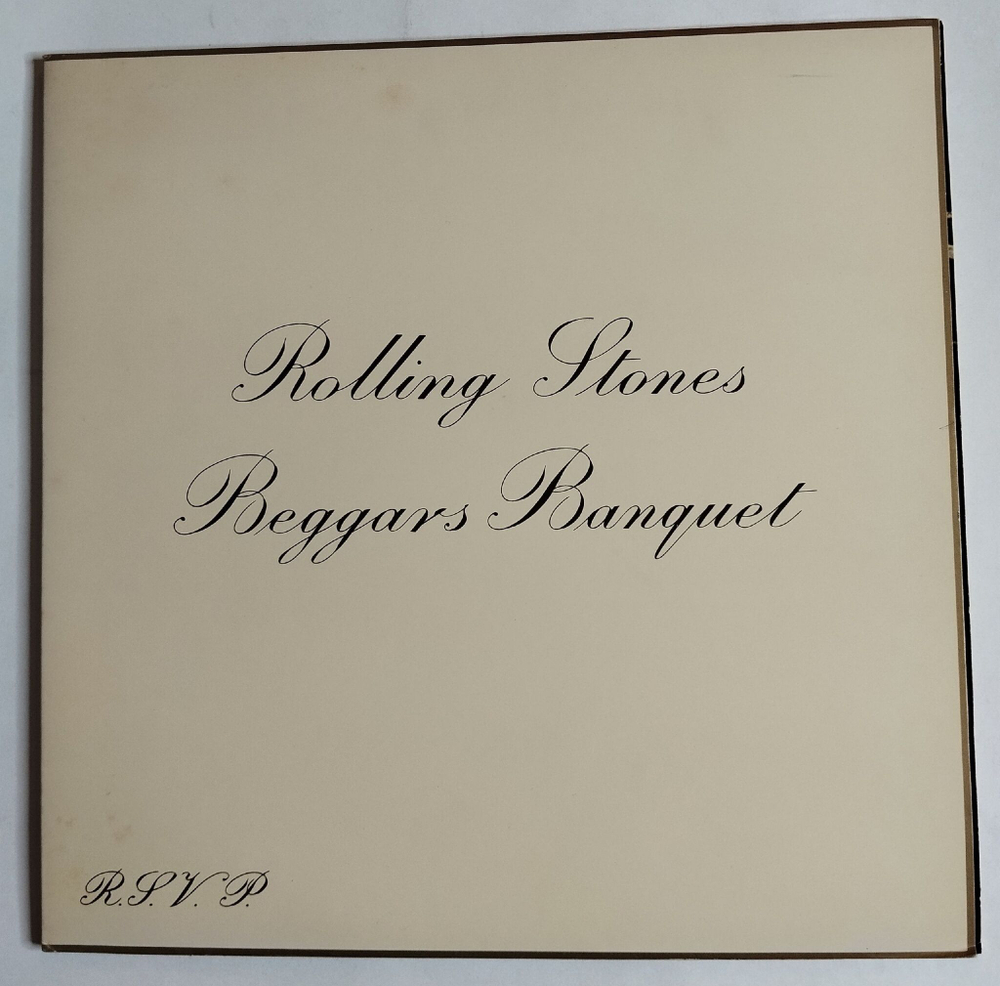 Rolling Stones
Beggars Banquet
R.S.V.P.